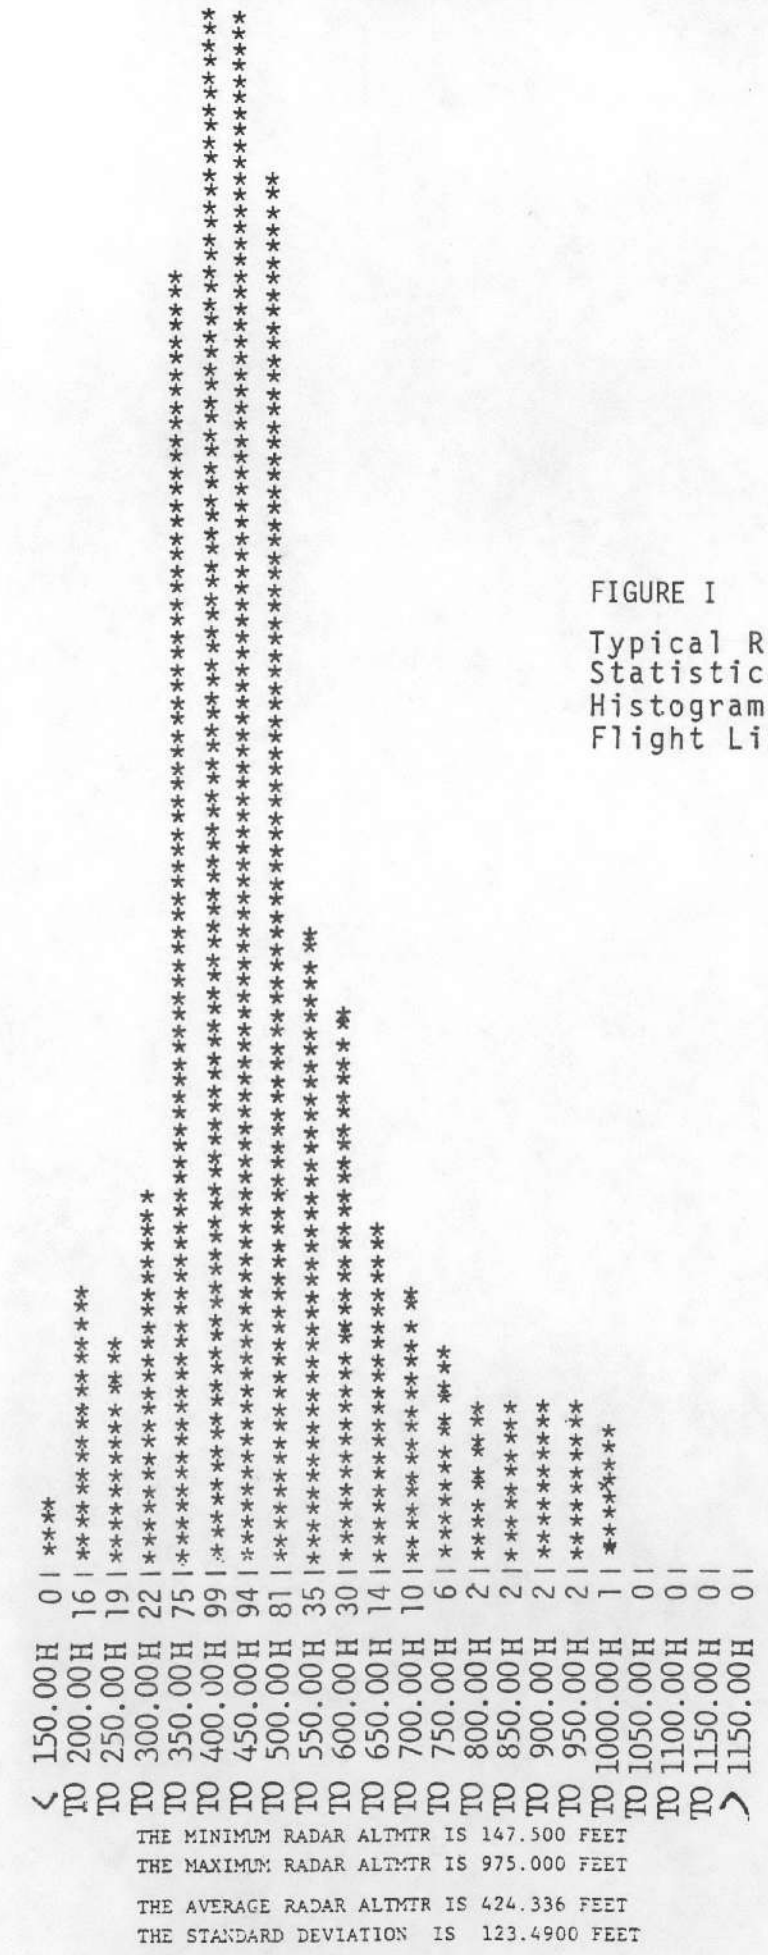 FIGURE I
Typical R
Statistic
Histogram
Flight Li
< 150.00H 0|
TO 200.00H 16|
TO 250.00H 19|
TO 300.00H 22|
TO 350.00H 75|
TO 400.00H 99|
TO 450.00H 94|
TO 500.00H 81|
TO 550.00H 35|
TO 600.00H 30|
TO 650.00H 14|
TO 700.00H 10|
TO 750.00H 6|
TO 800.00H 2|
TO 850.00H 2|
TO 900.00H 2|
TO 950.00H 2|
TO 1000.00H 1|
TO 1050.00H 0|
TO 1100.00H 0|
TO 1150.00H 0|
> 1150.00H 0|
THE MINIMUM RADAR ALTMTR IS 147.500 FEET
THE MAXIMUM RADAR ALTMTR IS 975.000 FEET
THE AVERAGE RADAR ALTMTR IS 424.336 FEET
THE STANDARD DEVIATION IS 123.4900 FEET